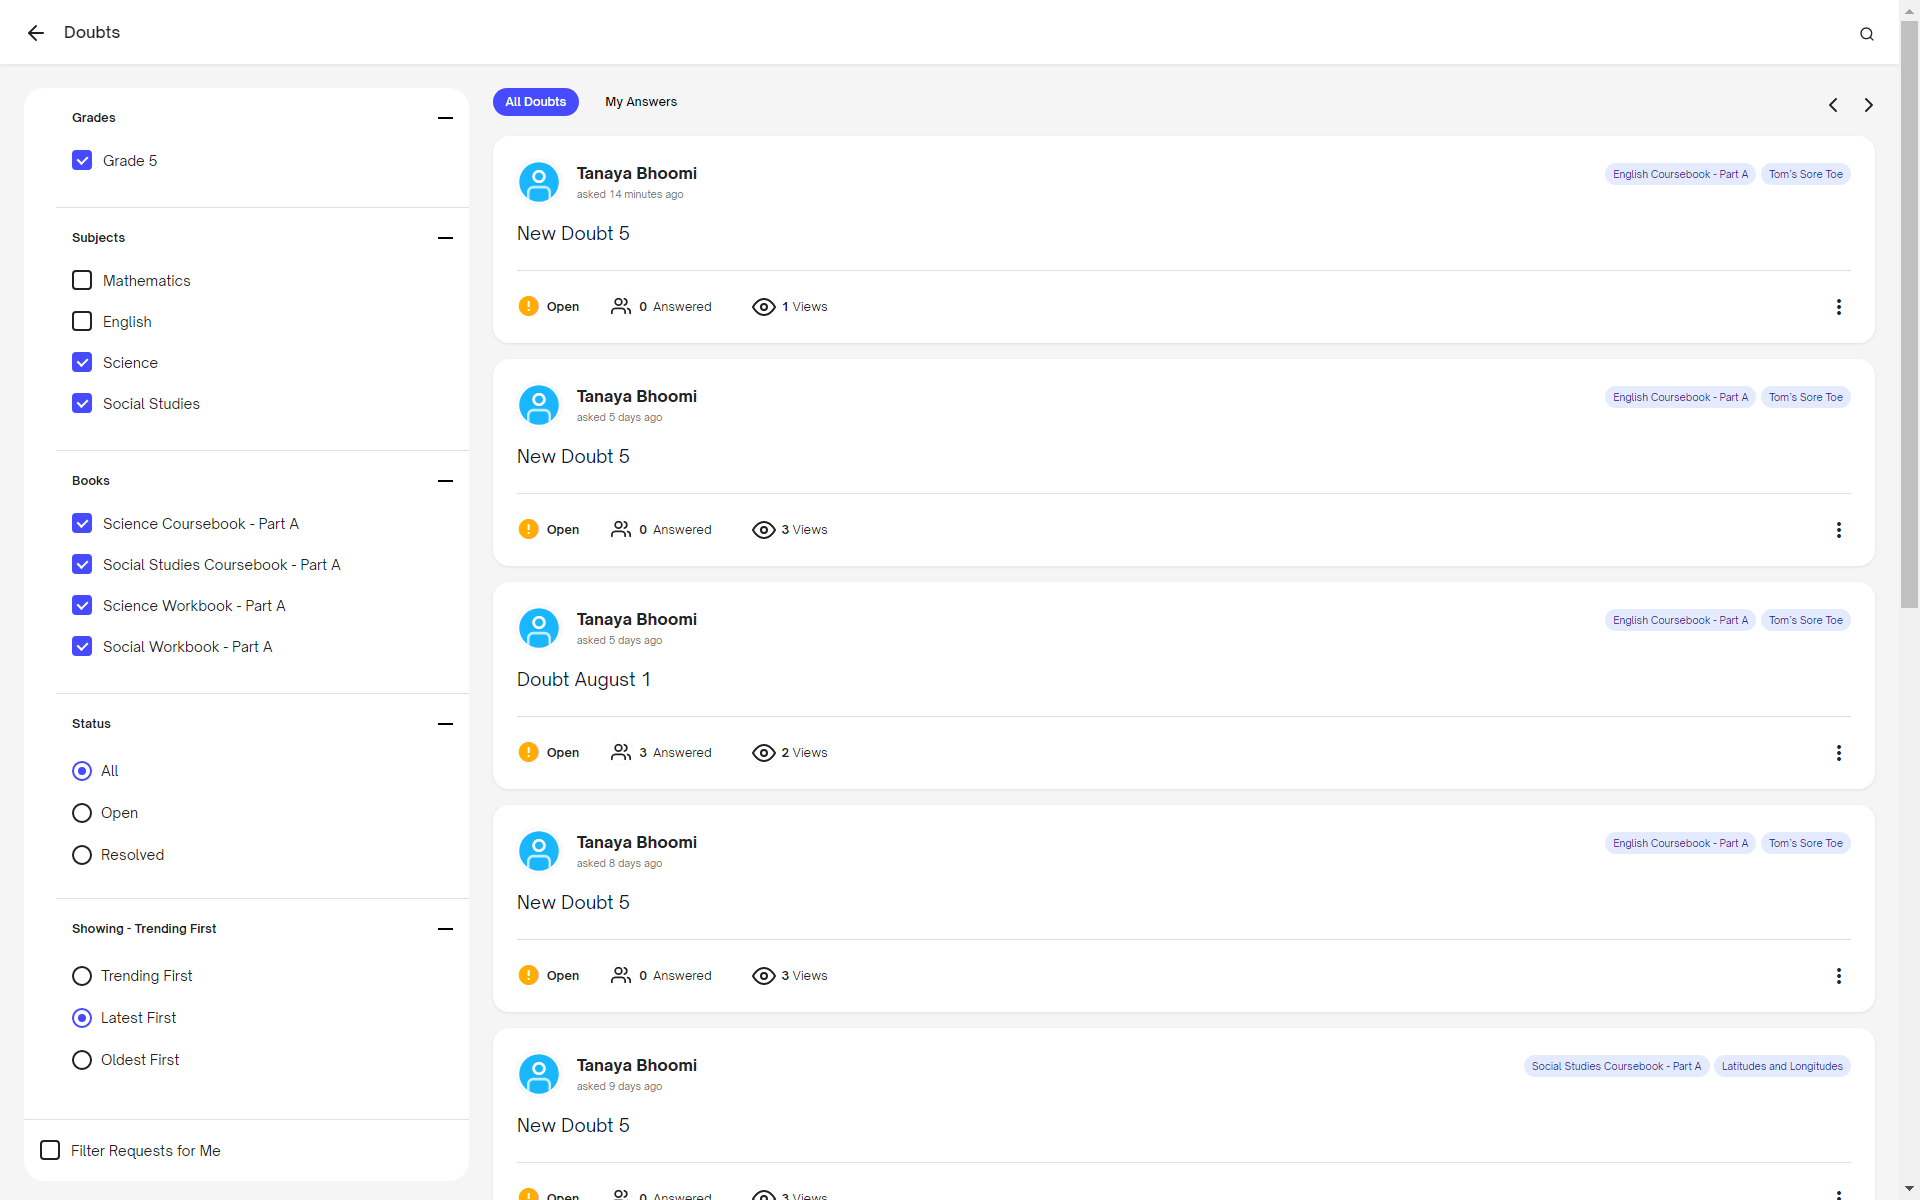 Doubts
Grades
Grade 5
Subjects
Mathematics
English
Science
Social Studies
Books
Science Coursebook - Part A
Social Studies Coursebook - Part A
Science Workbook - Part A
Social Workbook - Part A
Status
All
Open
Resolved
Showing - Trending First
Trending First
Latest First
Oldest First
Filter Requests for Me
All Doubts My Answers
Tanaya Bhoomi
asked 14 minutes ago
English Coursebook - Part A Tom's Sore Toe
New Doubt 5
Open 0 Answered 1 Views
Tanaya Bhoomi
asked 5 days ago
English Coursebook - Part A Tom's Sore Toe
New Doubt 5
Open 0 Answered 3 Views
Tanaya Bhoomi
asked 5 days ago
English Coursebook - Part A Tom's Sore Toe
Doubt August 1
Open 3 Answered 2 Views
Tanaya Bhoomi
asked 8 days ago
English Coursebook - Part A Tom's Sore Toe
New Doubt 5
Open 0 Answered 3 Views
Tanaya Bhoomi
asked 9 days ago
Social Studies Coursebook - Part A Latitudes and Longitudes
New Doubt 5
Open 0 Answered 3 Views